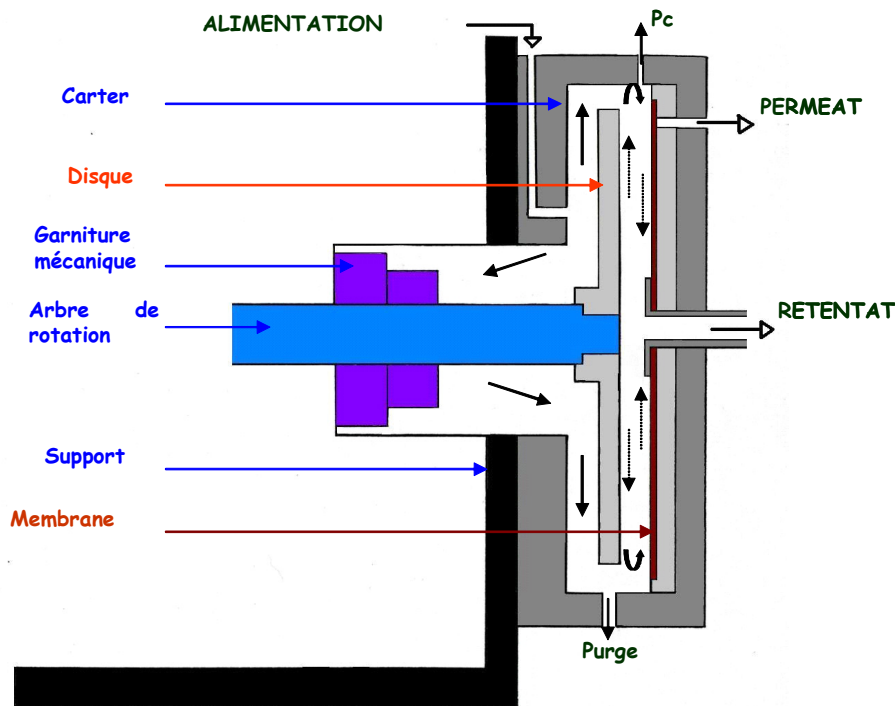 ALIMENTATION
Pc
Carter
PERMEAT
Disque
Garniture
mécanique
Arbre de
rotation
RETENTAT
Support
Membrane
Purge